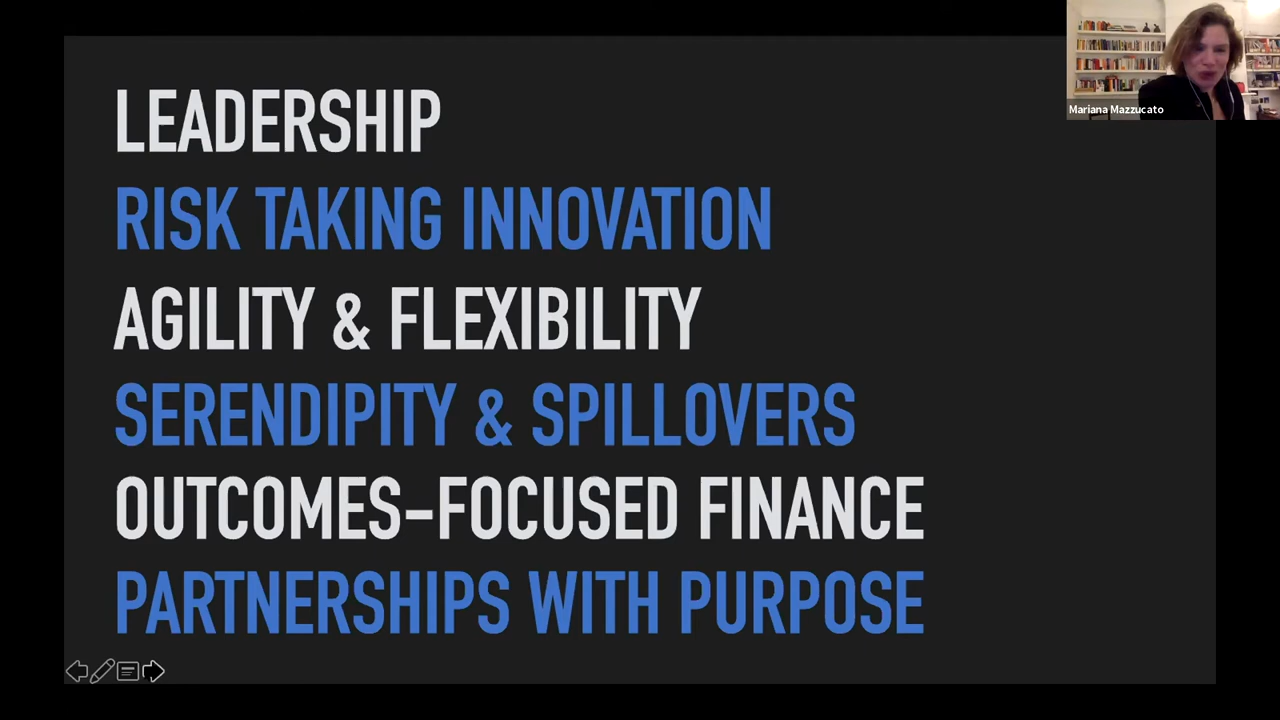 Mariana Mazzucato
LEADERSHIP
RISK TAKING INNOVATION
AGILITY & FLEXIBILITY
SERENDIPITY & SPILLOVERS
OUTCOMES-FOCUSED FINANCE
PARTNERSHIPS WITH PURPOSE